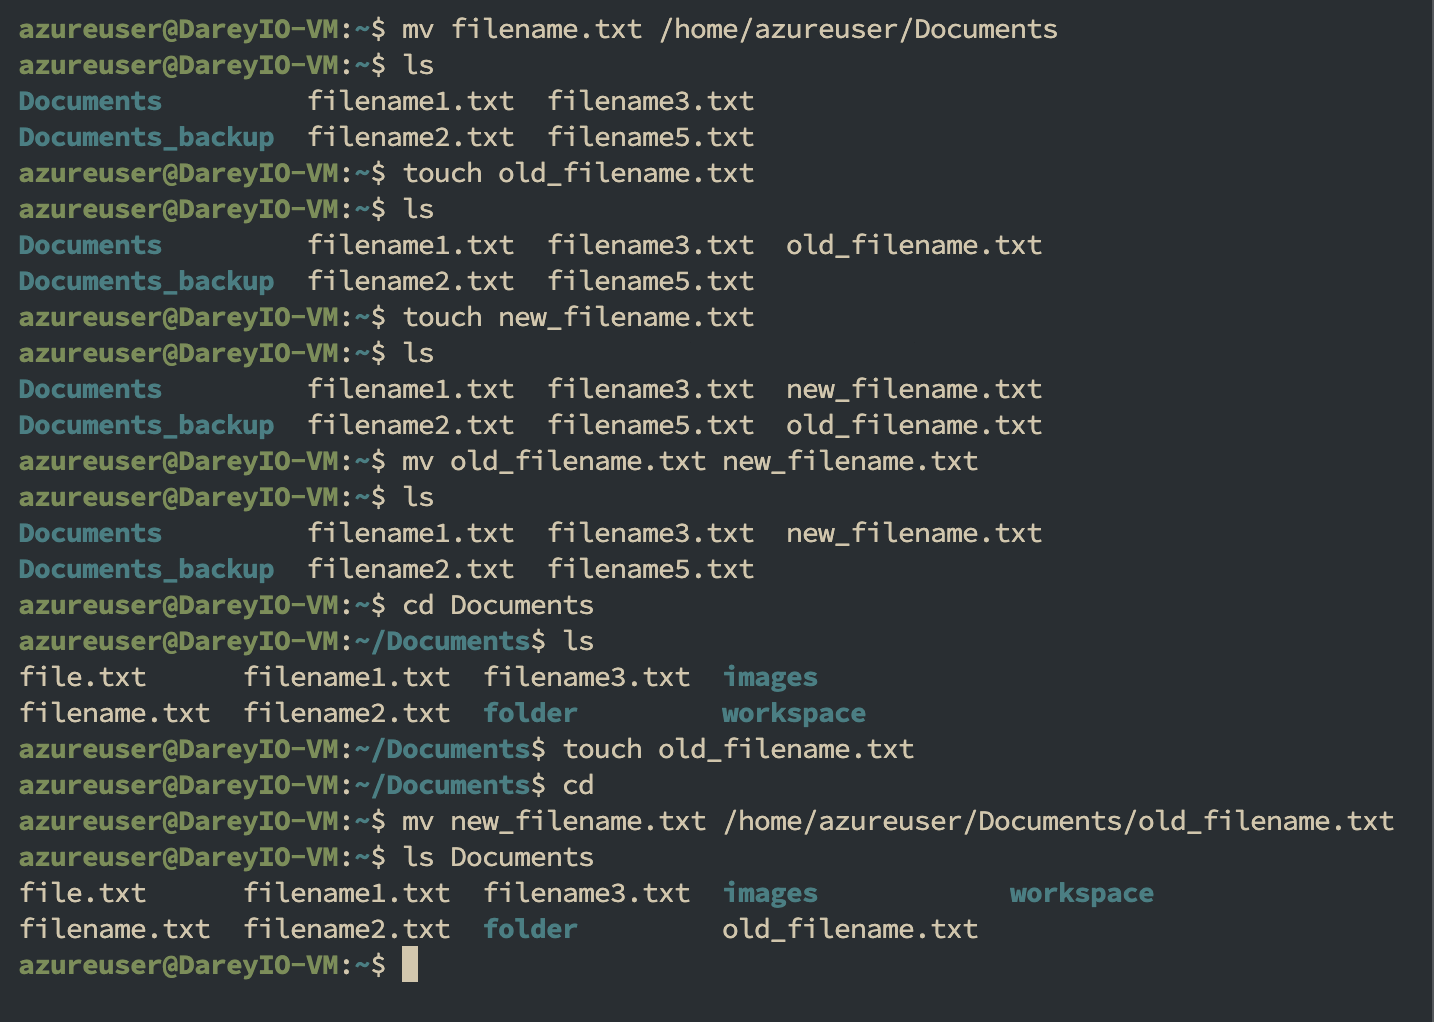 azureuser@DareyIO-VM:~$ mv filename.txt /home/azureuser/Documents
azureuser@DareyIO-VM:~$ ls
Documents         filename1.txt  filename3.txt
Documents_backup  filename2.txt  filename5.txt
azureuser@DareyIO-VM:~$ touch old_filename.txt
azureuser@DareyIO-VM:~$ ls
Documents         filename1.txt  filename3.txt  old_filename.txt
Documents_backup  filename2.txt  filename5.txt
azureuser@DareyIO-VM:~$ touch new_filename.txt
azureuser@DareyIO-VM:~$ ls
Documents         filename1.txt  filename3.txt  new_filename.txt
Documents_backup  filename2.txt  filename5.txt  old_filename.txt
azureuser@DareyIO-VM:~$ mv old_filename.txt new_filename.txt
azureuser@DareyIO-VM:~$ ls
Documents         filename1.txt  filename3.txt  new_filename.txt
Documents_backup  filename2.txt  filename5.txt
azureuser@DareyIO-VM:~$ cd Documents
azureuser@DareyIO-VM:~/Documents$ ls
file.txt      filename1.txt  filename3.txt  images
filename.txt  filename2.txt  folder         workspace
azureuser@DareyIO-VM:~/Documents$ touch old_filename.txt
azureuser@DareyIO-VM:~/Documents$ cd
azureuser@DareyIO-VM:~$ mv new_filename.txt /home/azureuser/Documents/old_filename.txt
azureuser@DareyIO-VM:~$ ls Documents
file.txt      filename1.txt  filename3.txt  images            workspace
filename.txt  filename2.txt  folder         old_filename.txt
azureuser@DareyIO-VM:~$